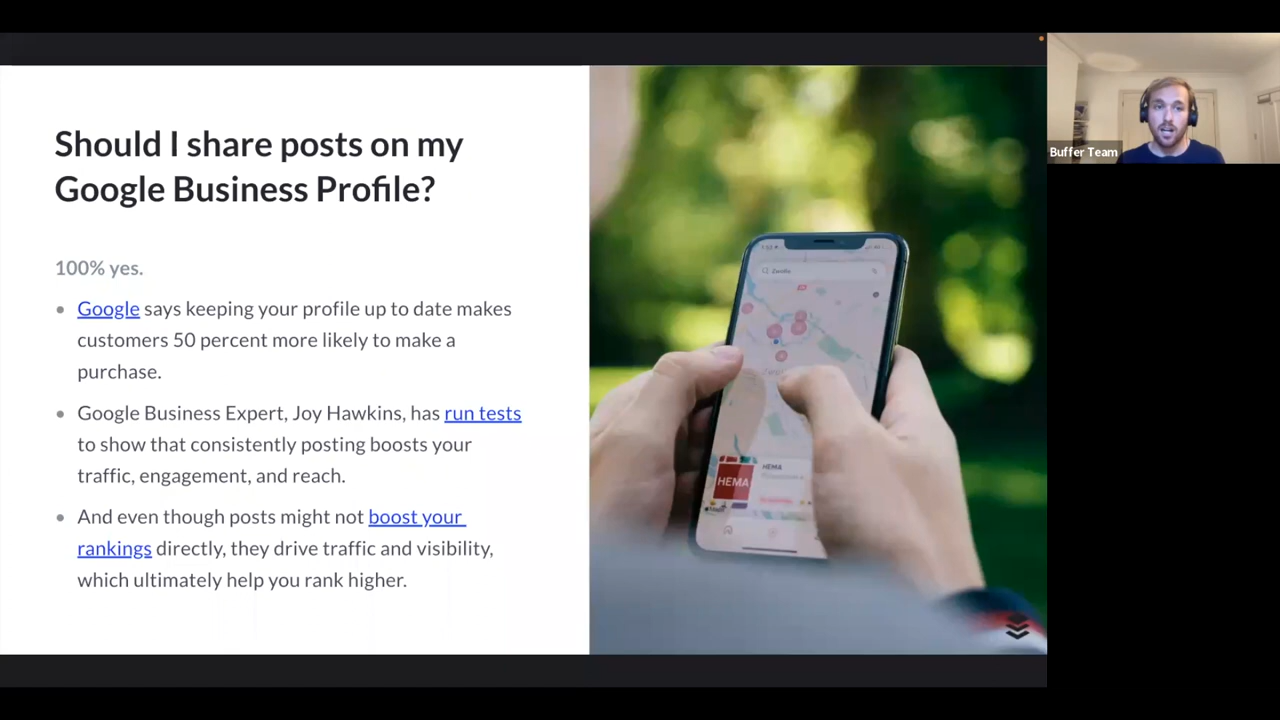 Should I share posts on my
Google Business Profile?
100% yes.
Google says keeping your profile up to date makes
customers 50 percent more likely to make a
purchase.
Google Business Expert, Joy Hawkins, has run tests
to show that consistently posting boosts your
traffic, engagement, and reach.
And even though posts might not boost your
rankings directly, they drive traffic and visibility,
which ultimately help you rank higher.
HEMA
HEMA
Buffer Team